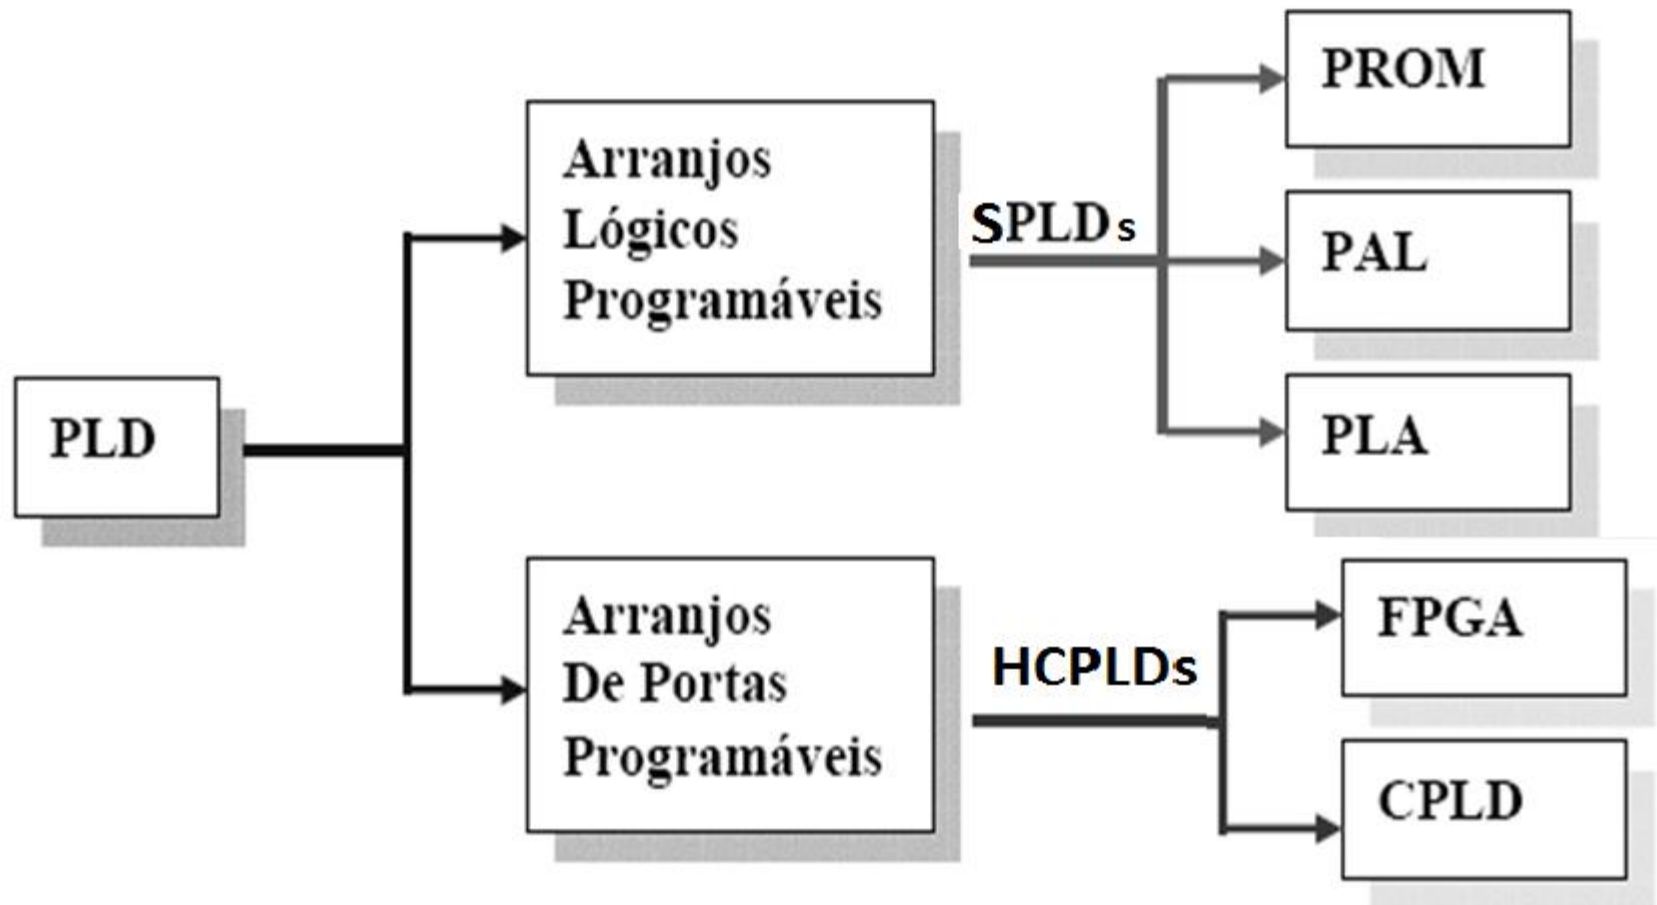 PLD
Arranjos
Lógicos
Programáveis
SPLDs
PROM
PAL
PLA
Arranjos
De Portas
Programáveis
HCPLDs
FPGA
CPLD